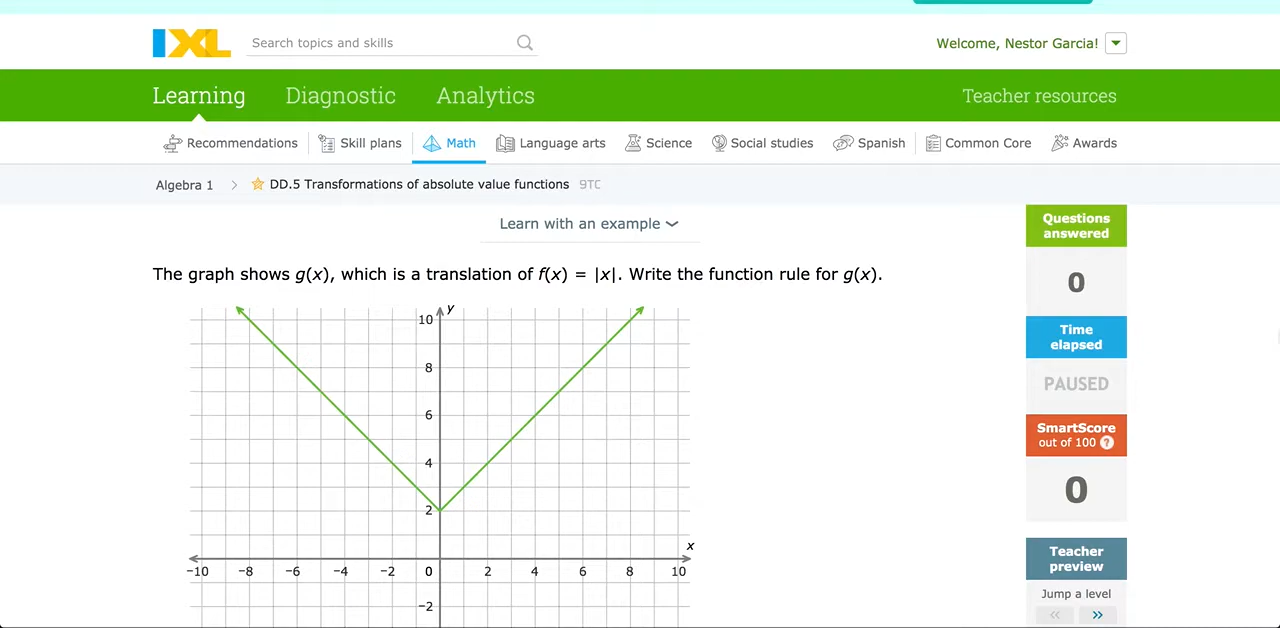 IXL
Search topics and skills
Welcome, Nestor Garcia!
Learning Diagnostic Analytics Teacher resources
Recommendations Skill plans Math Language arts Science Social studies Spanish Common Core Awards
Algebra 1 > DD.5 Transformations of absolute value functions 9TC
Learn with an example
The graph shows g(x), which is a translation of f(x) = |x|. Write the function rule for g(x).
y
10
8
6
4
2
x
−10 −8 −6 −4 −2 0 2 4 6 8 10
−2
Questions
answered
0
Time
elapsed
PAUSED
SmartScore
out of 100 ?
0
Teacher
preview
Jump a level
<< >>